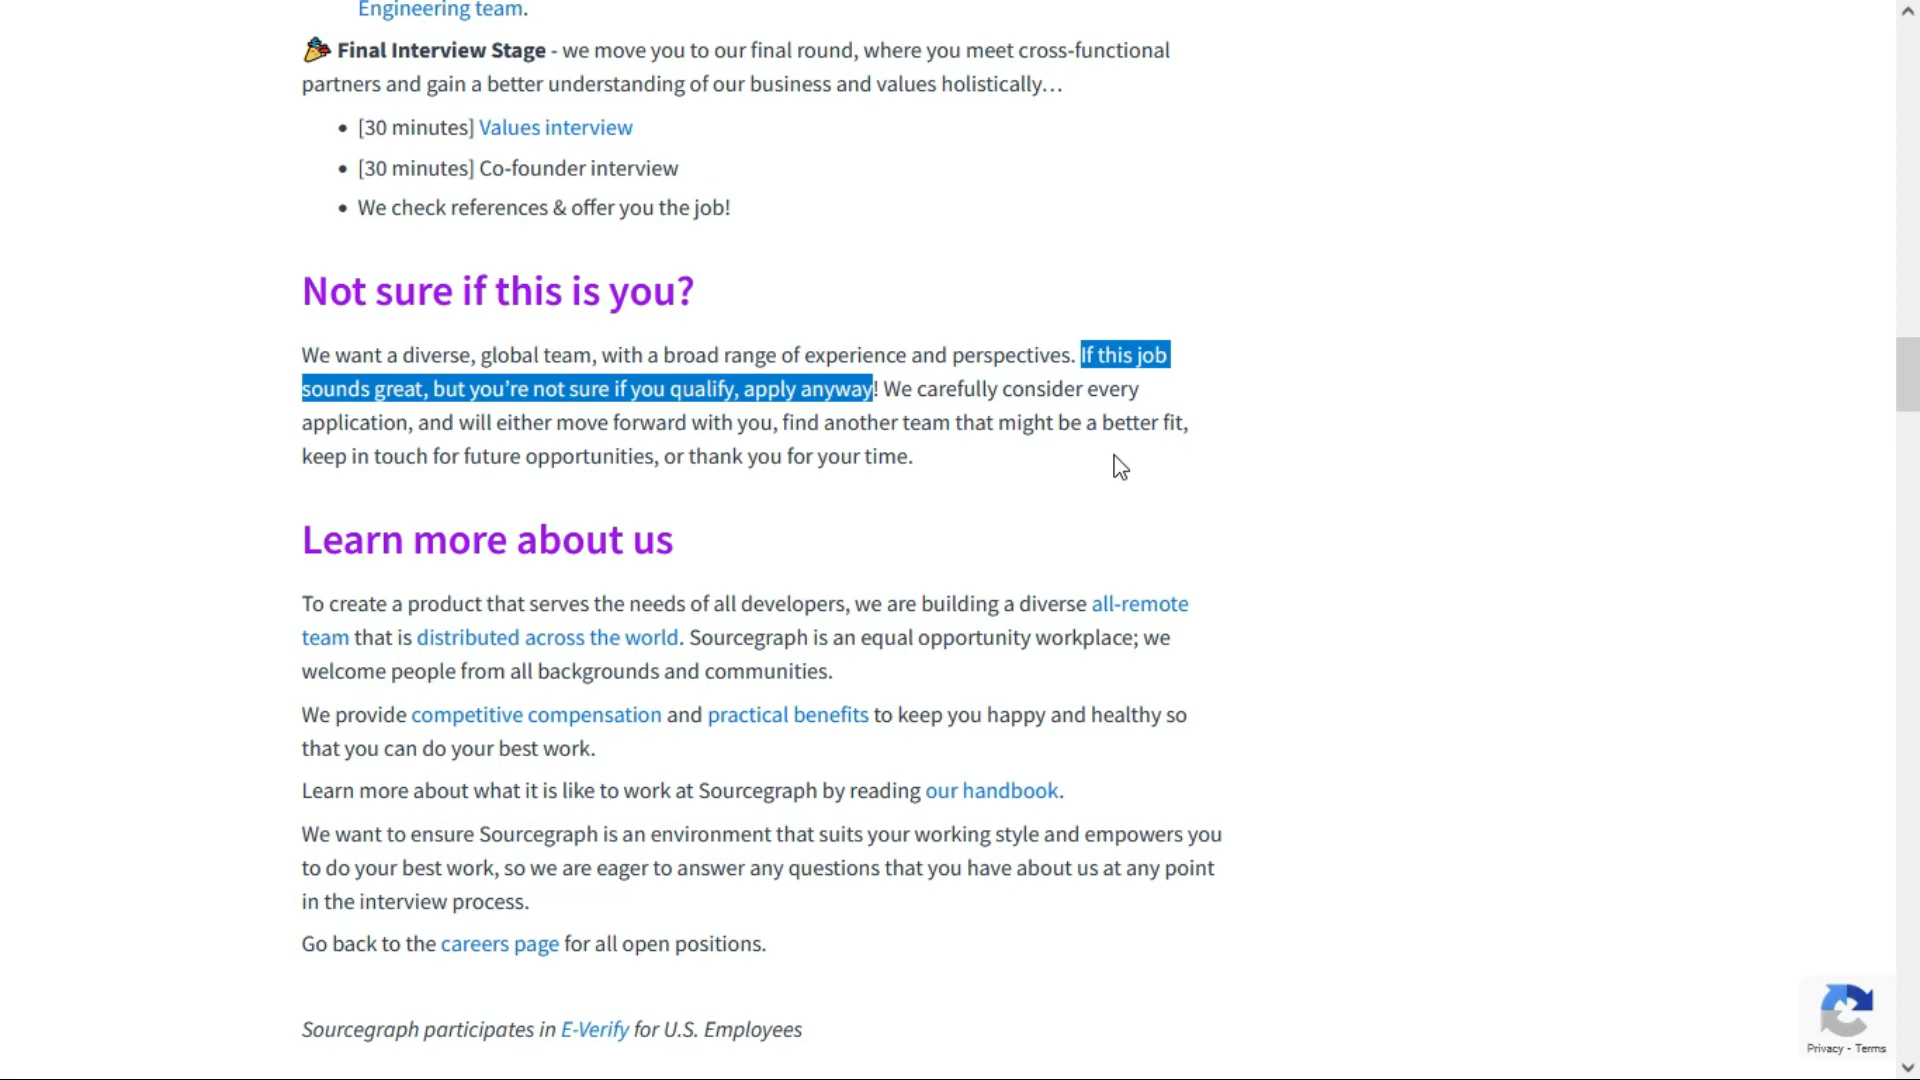 Engineering team.
Final Interview Stage - we move you to our final round, where you meet cross-functional
partners and gain a better understanding of our business and values holistically…
• [30 minutes] Values interview
• [30 minutes] Co-founder interview
• We check references & offer you the job!
Not sure if this is you?
We want a diverse, global team, with a broad range of experience and perspectives. If this job
sounds great, but you’re not sure if you qualify, apply anyway! We carefully consider every
application, and will either move forward with you, find another team that might be a better fit,
keep in touch for future opportunities, or thank you for your time.
Learn more about us
To create a product that serves the needs of all developers, we are building a diverse all-remote
team that is distributed across the world. Sourcegraph is an equal opportunity workplace; we
welcome people from all backgrounds and communities.
We provide competitive compensation and practical benefits to keep you happy and healthy so
that you can do your best work.
Learn more about what it is like to work at Sourcegraph by reading our handbook.
We want to ensure Sourcegraph is an environment that suits your working style and empowers you
to do your best work, so we are eager to answer any questions that you have about us at any point
in the interview process.
Go back to the careers page for all open positions.
Sourcegraph participates in E-Verify for U.S. Employees
Privacy - Terms